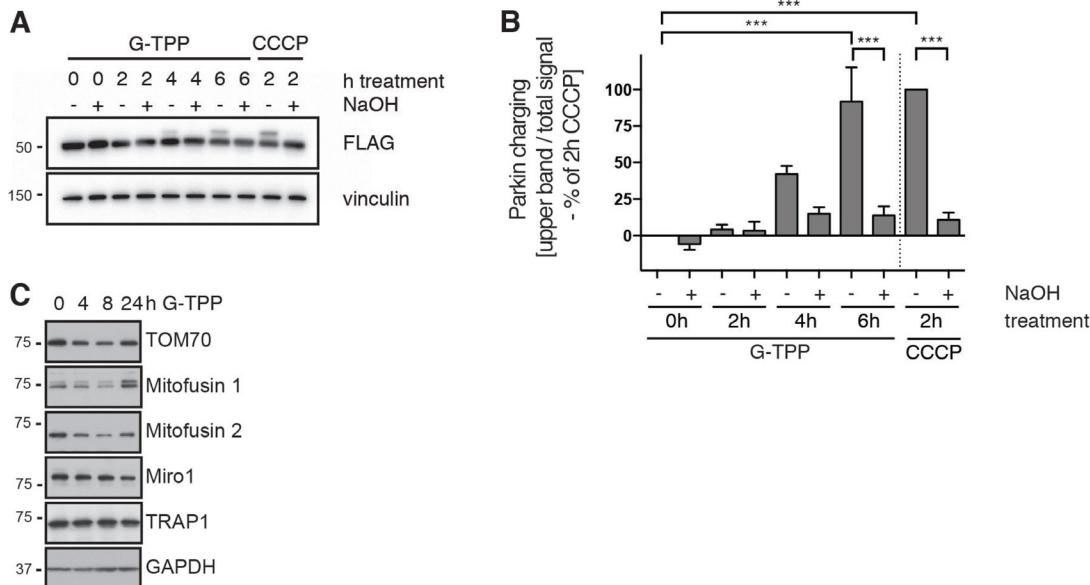 A
G-TPP CCCP
0 0 2 2 4 4 6 6 2 2 h treatment
- + - + - + - + - + NaOH
50 - FLAG
150 - vinculin
B
***
***
*** ***
Parkin charging
[upper band / total signal
- % of 2h CCCP]
100
75
50
25
0
- + - + - + - + - + NaOH
0h 2h 4h 6h 2h treatment
G-TPP CCCP
C
0 4 8 24 h G-TPP
75 - TOM70
75 - Mitofusin 1
75 - Mitofusin 2
75 - Miro1
75 - TRAP1
37 - GAPDH